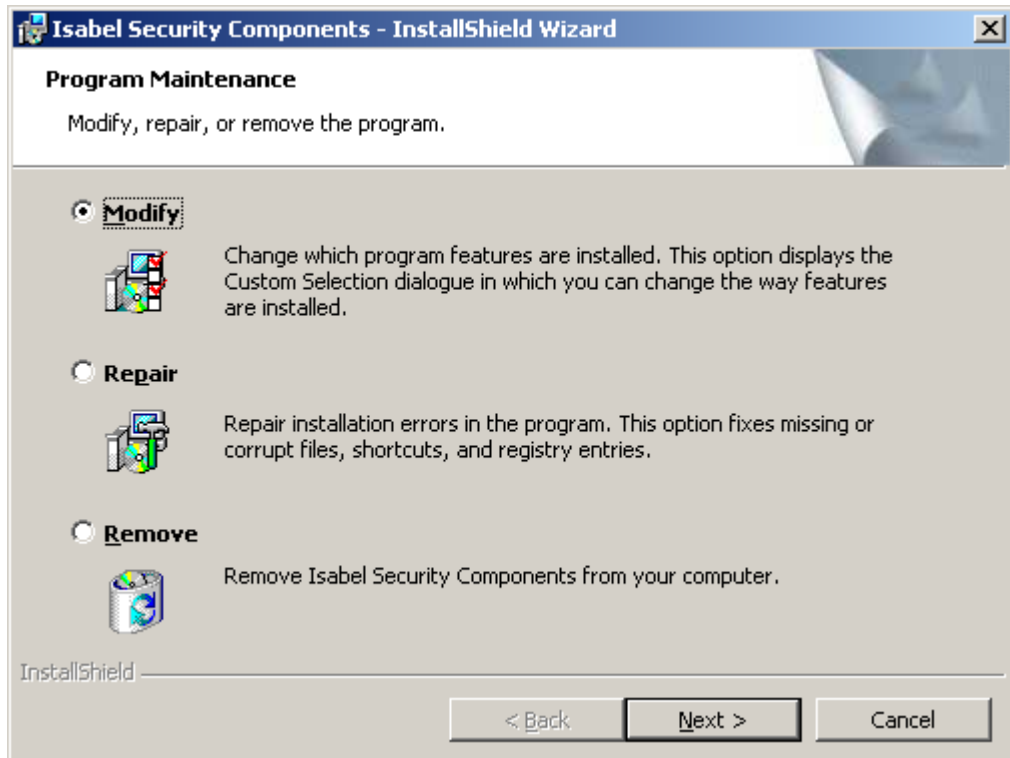 Isabel Security Components - InstallShield Wizard
Program Maintenance
Modify, repair, or remove the program.
Modify
Change which program features are installed. This option displays the
Custom Selection dialogue in which you can change the way features
are installed.
Repair
Repair installation errors in the program. This option fixes missing or
corrupt files, shortcuts, and registry entries.
Remove
Remove Isabel Security Components from your computer.
InstallShield
< Back
Next >
Cancel